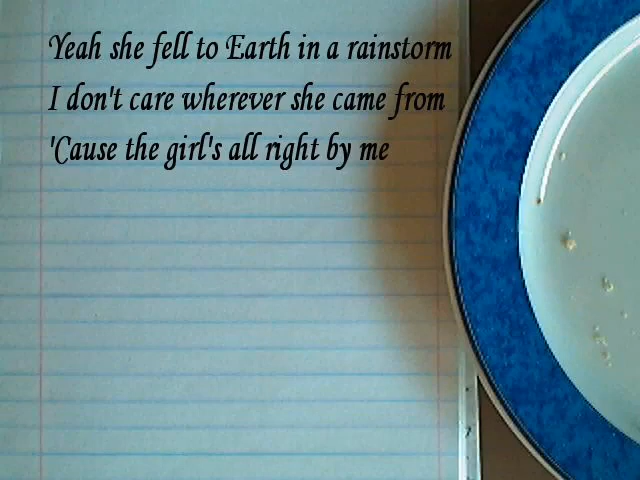 Yeah she fell to Earth in a rainstorm
I don't care wherever she came from
'Cause the girl's all right by me